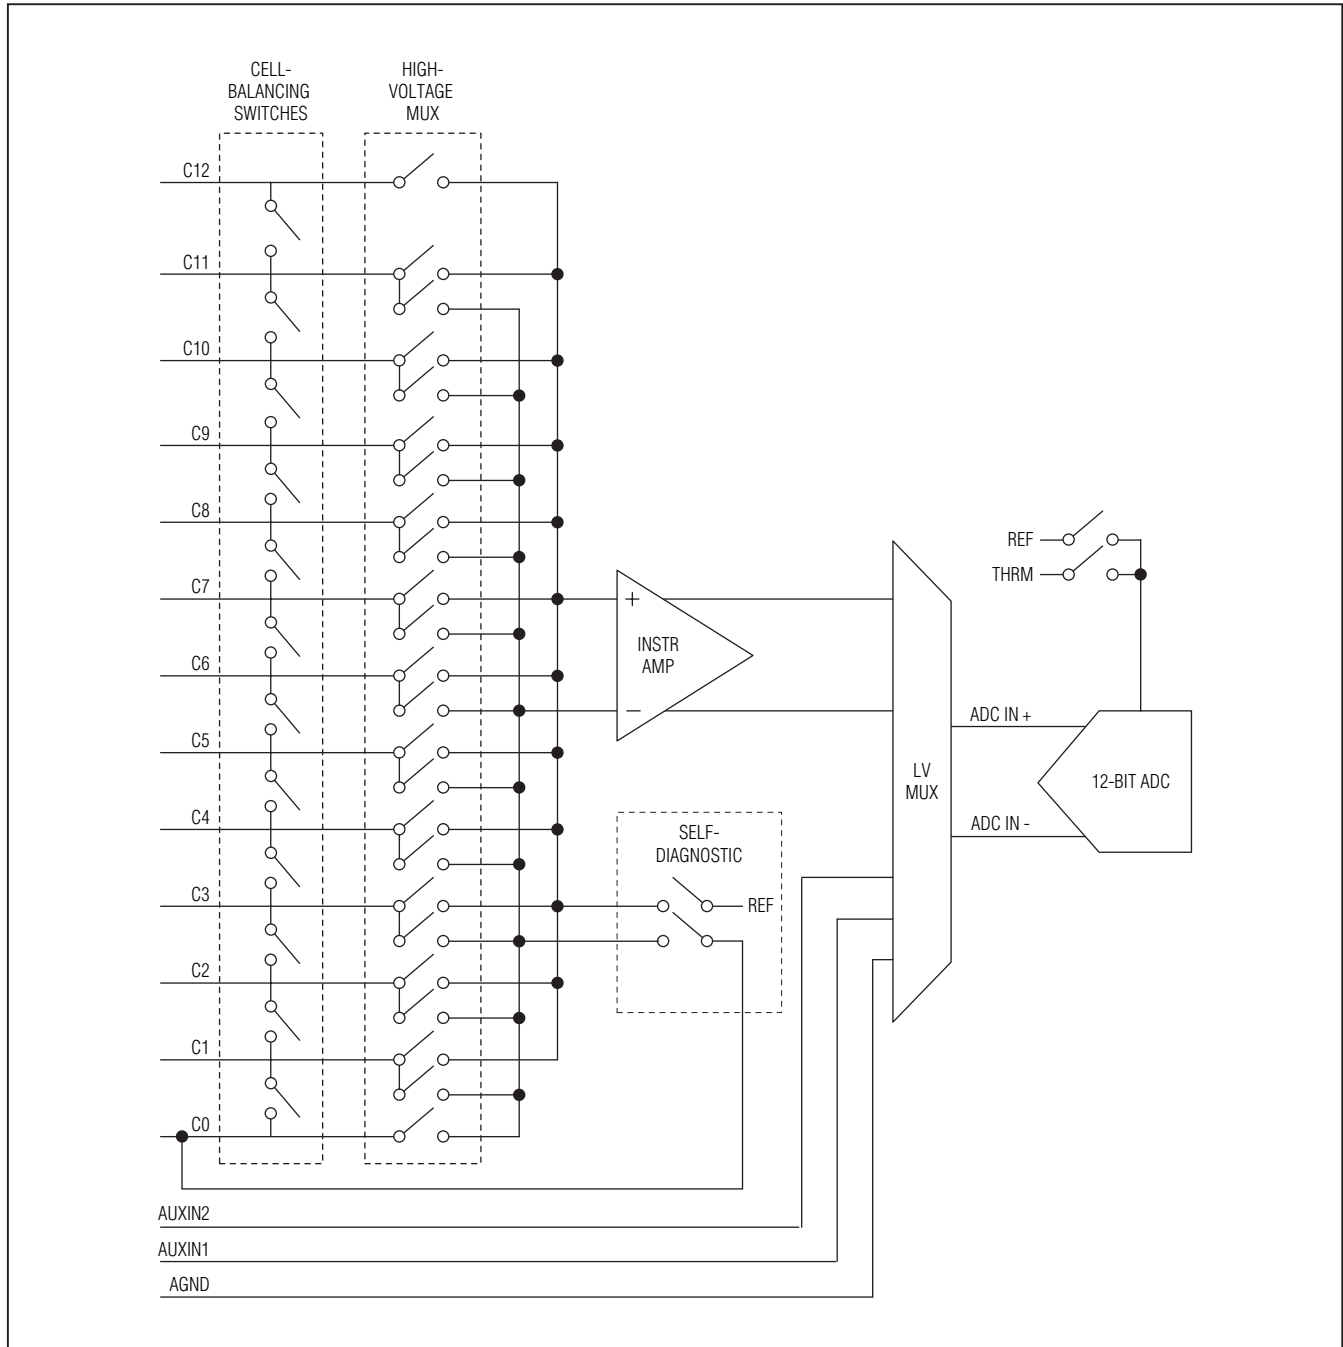 CELL-
BALANCING
SWITCHES
HIGH-
VOLTAGE
MUX
C12
C11
C10
C9
C8
C7
C6
C5
C4
C3
C2
C1
C0
AUXIN2
AUXIN1
AGND
+
INSTR
AMP
−
SELF-
DIAGNOSTIC
REF
LV
MUX
REF
THRM
ADC IN +
ADC IN -
12-BIT ADC